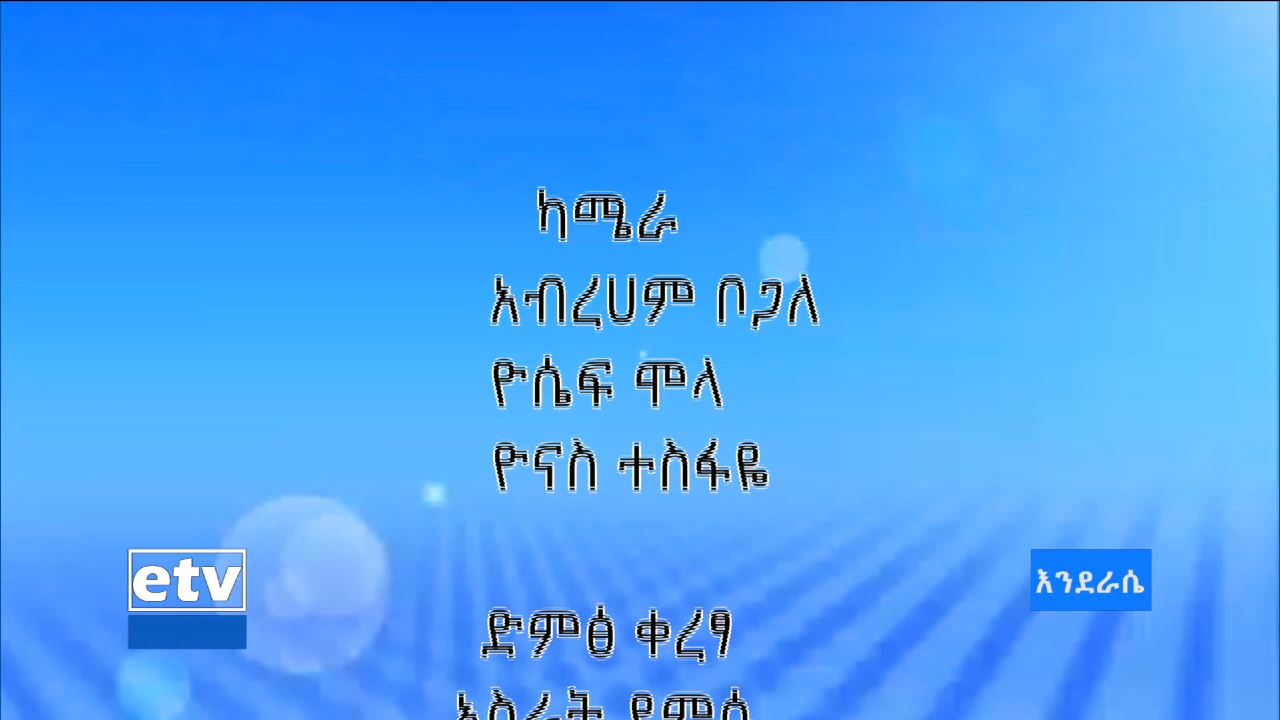 ካሜራ
አብረሀም ቦጋለ
ዮሴፍ ሞላ
ዮናስ ተስፋዬ
etv
እንደራሴ
ድምፅ ቀረፃ